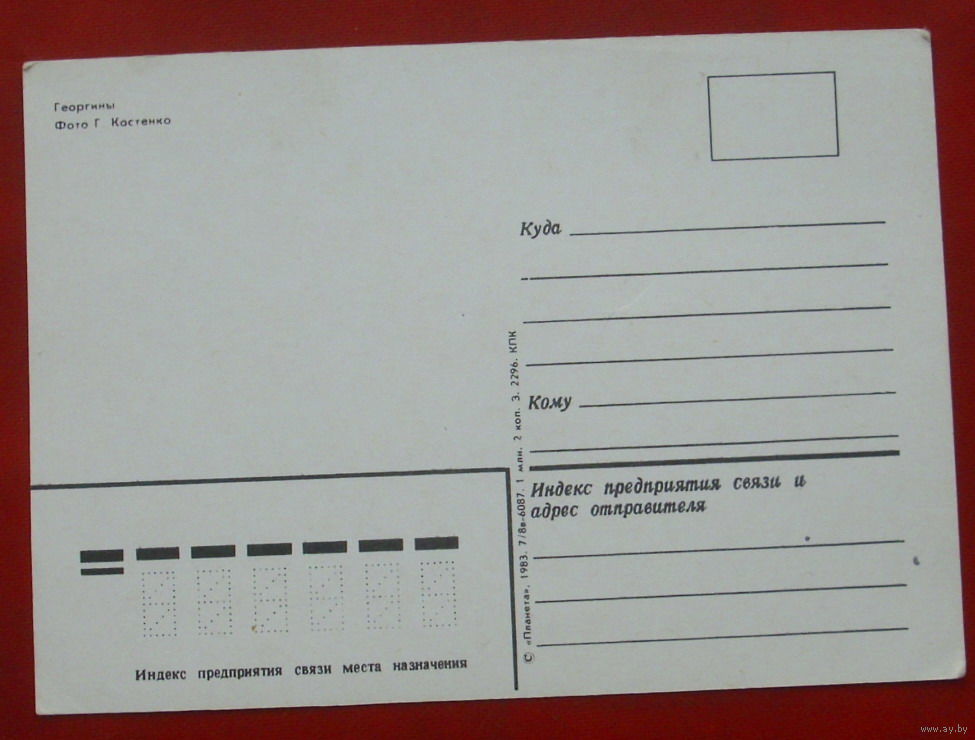 Георгины
Фото Г. Костенко
Куда
Кому
Индекс предприятия связи и
адрес отправителя
© «Планета». 1983. 7/8в-6087. 1 млн. 2 коп. З. 2296. КПК
Индекс предприятия связи места назначения
www.ay.by